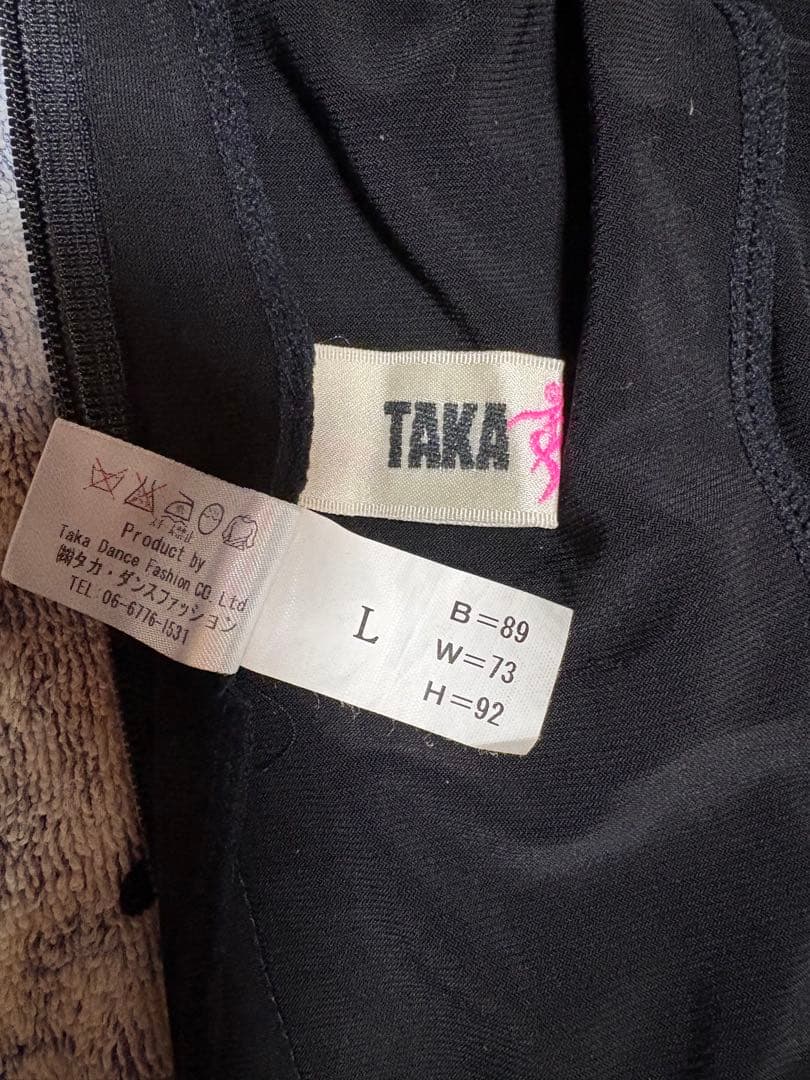 TAKA
Product by
Taka Dance Fashion CO Ltd
㈱タカ・ダンスファッション
TEL 06-6776-1531
L
B=89
W=73
H=92